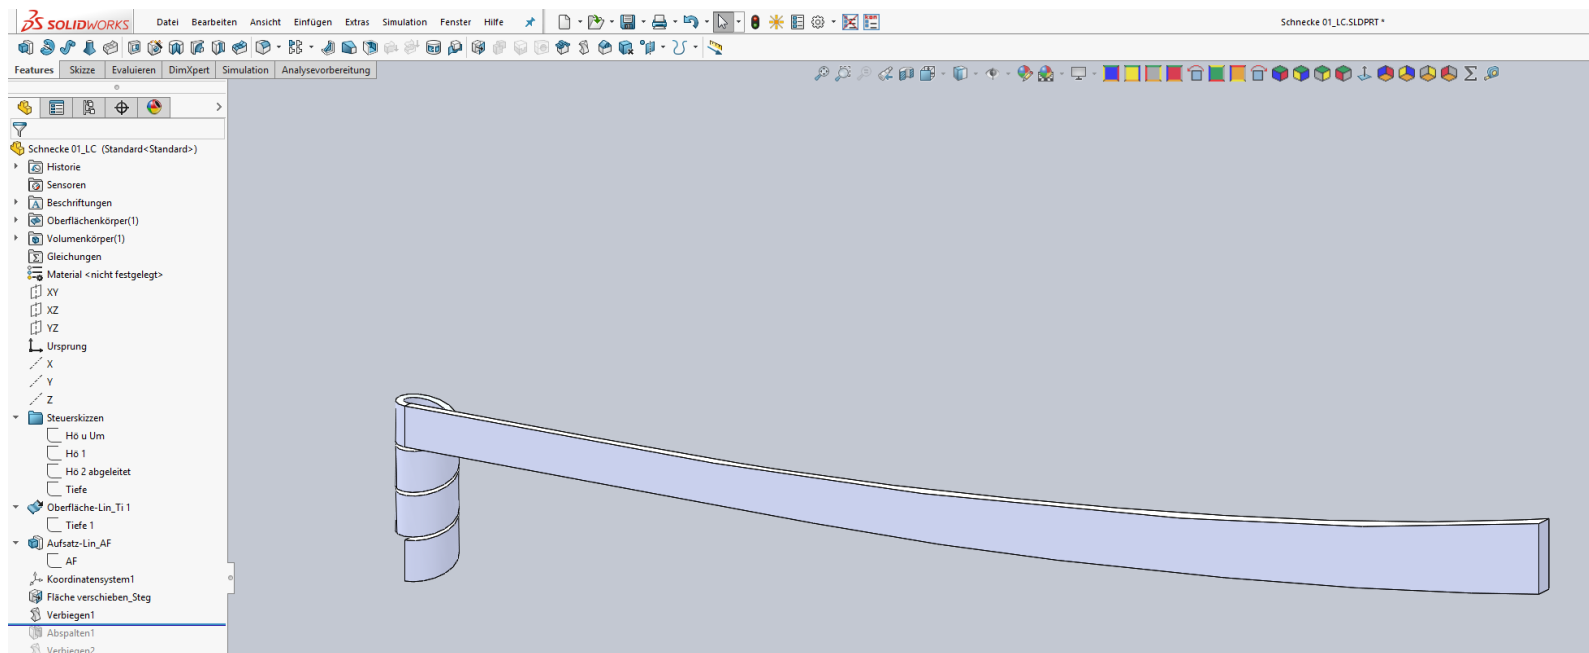 SOLIDWORKS Datei Bearbeiten Ansicht Einfügen Extras Simulation Fenster Hilfe Schnecke 01_LC.SLDPRT *
Features Skizze Evaluieren DimXpert Simulation Analysevorbereitung
Schnecke 01_LC (Standard<Standard>)
Historie
Sensoren
Beschriftungen
Oberflächenkörper(1)
Volumenkörper(1)
Gleichungen
Material <nicht festgelegt>
XY
XZ
YZ
Ursprung
X
Y
Z
Steuerskizzen
Hö u Um
Hö 1
Hö 2 abgeleitet
Tiefe
Oberfläche-Lin_Ti 1
Tiefe 1
Aufsatz-Lin_AF
AF
Koordinatensystem1
Fläche verschieben_Steg
Verbiegen1
Abspalten1
Verbiegen2